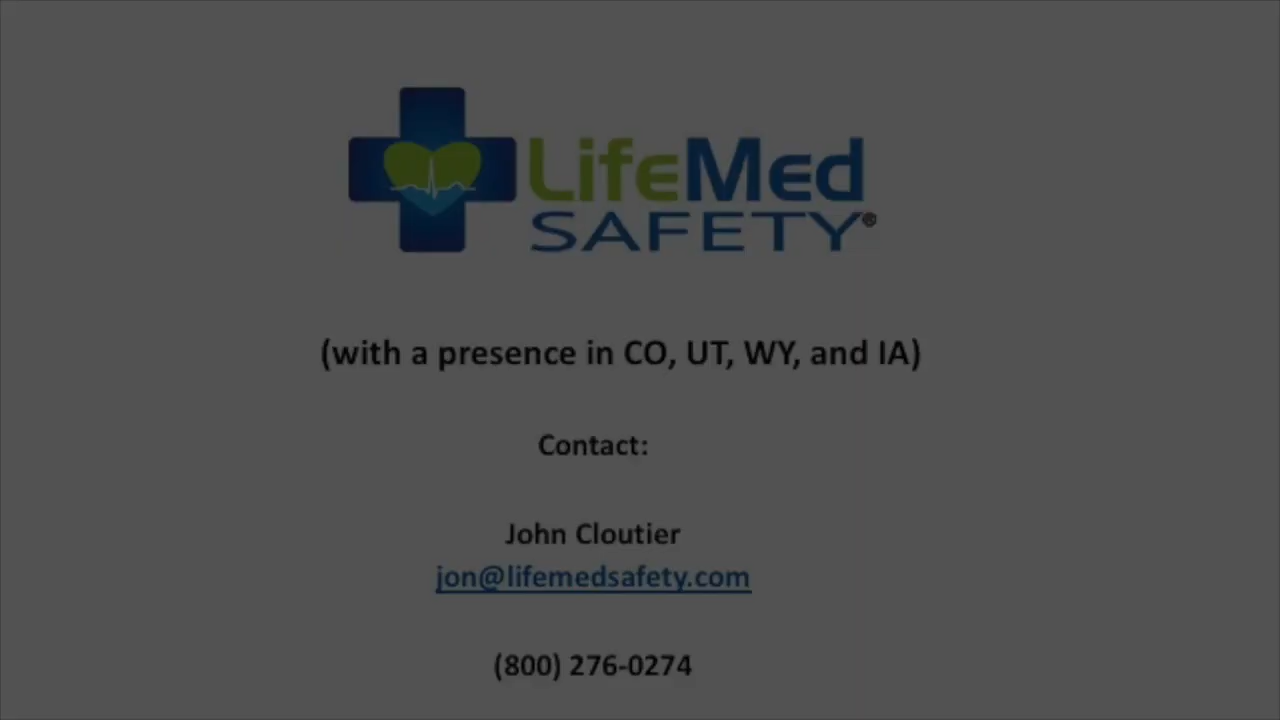 LifeMed
SAFETY®
(with a presence in CO, UT, WY, and IA)
Contact:
John Cloutier
jon@lifemedsafety.com
(800) 276-0274